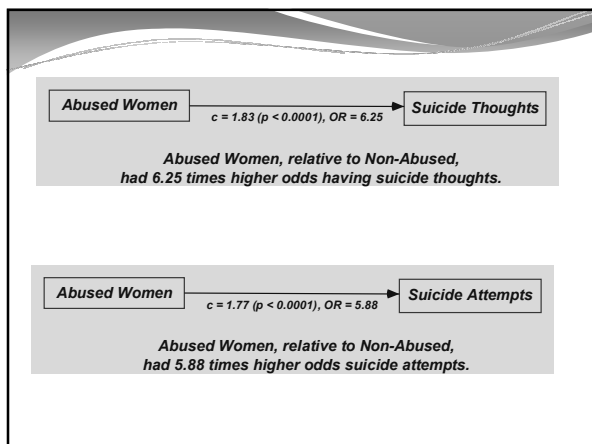 Abused Women
Suicide Thoughts
c = 1.83 (p < 0.0001), OR = 6.25
Abused Women, relative to Non-Abused,
had 6.25 times higher odds having suicide thoughts.
Abused Women
Suicide Attempts
c = 1.77 (p < 0.0001), OR = 5.88
Abused Women, relative to Non-Abused,
had 5.88 times higher odds suicide attempts.